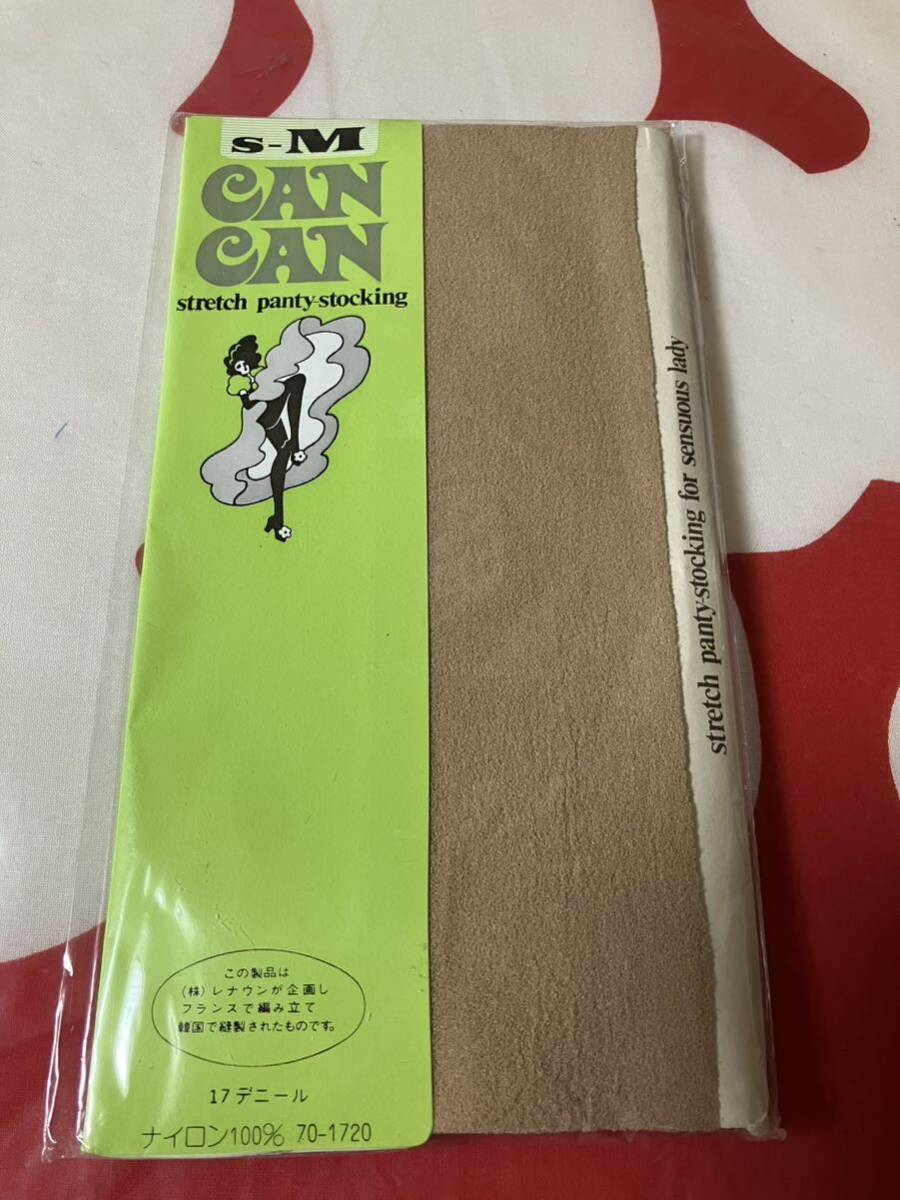 S-M
CAN
CAN
stretch panty-stocking
この製品は
(株)レナウンが企画し
フランスで編み立て
韓国で縫製されたものです。
17デニール
ナイロン100% 70-1720
stretch panty-stocking for sensuous lady